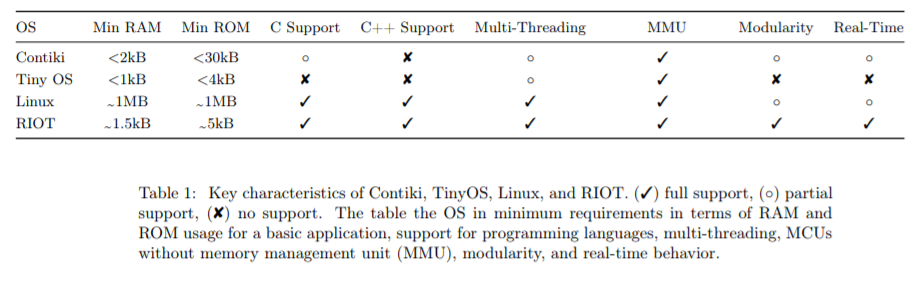 OS Min RAM Min ROM C Support C++ Support Multi-Threading MMU Modularity Real-Time
Contiki <2kB <30kB ○ ✘ ○ ✓ ○ ○
Tiny OS <1kB <4kB ✘ ✘ ○ ✓ ✘ ✘
Linux ~1MB ~1MB ✓ ✓ ✓ ✓ ○ ○
RIOT ~1.5kB ~5kB ✓ ✓ ✓ ✓ ✓ ✓
Table 1: Key characteristics of Contiki, TinyOS, Linux, and RIOT. (✓) full support, (○) partial
support, (✘) no support. The table the OS in minimum requirements in terms of RAM and
ROM usage for a basic application, support for programming languages, multi-threading, MCUs
without memory management unit (MMU), modularity, and real-time behavior.